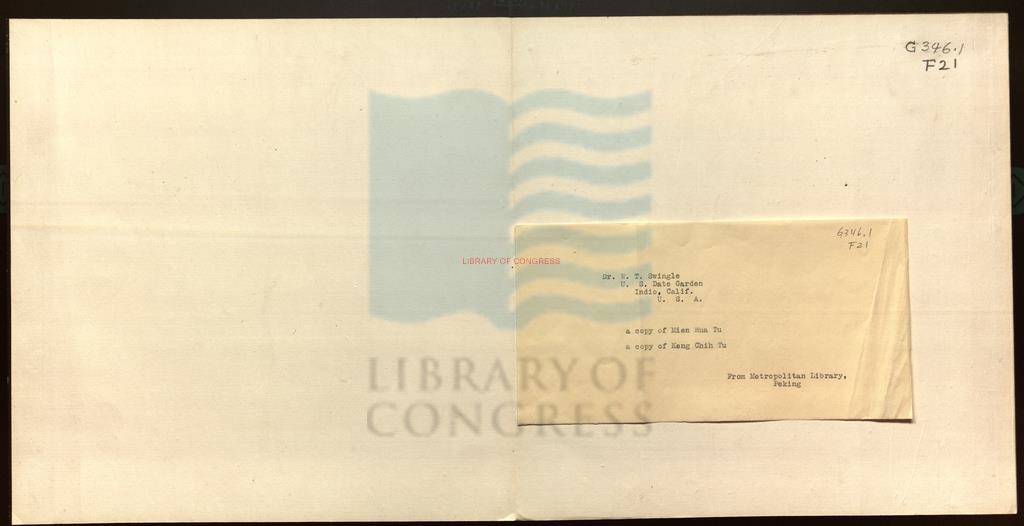 G346.1
F21
LIBRARY OF CONGRESS
G346.1
F21
Dr. W. T. Swingle
U. S. Date Garden
Indio, Calif.
U. S. A.
a copy of Mien Hua Tu
a copy of Keng Chih Tu
From Metropolitan Library,
Peking
LIBRARY OF
CONGRESS